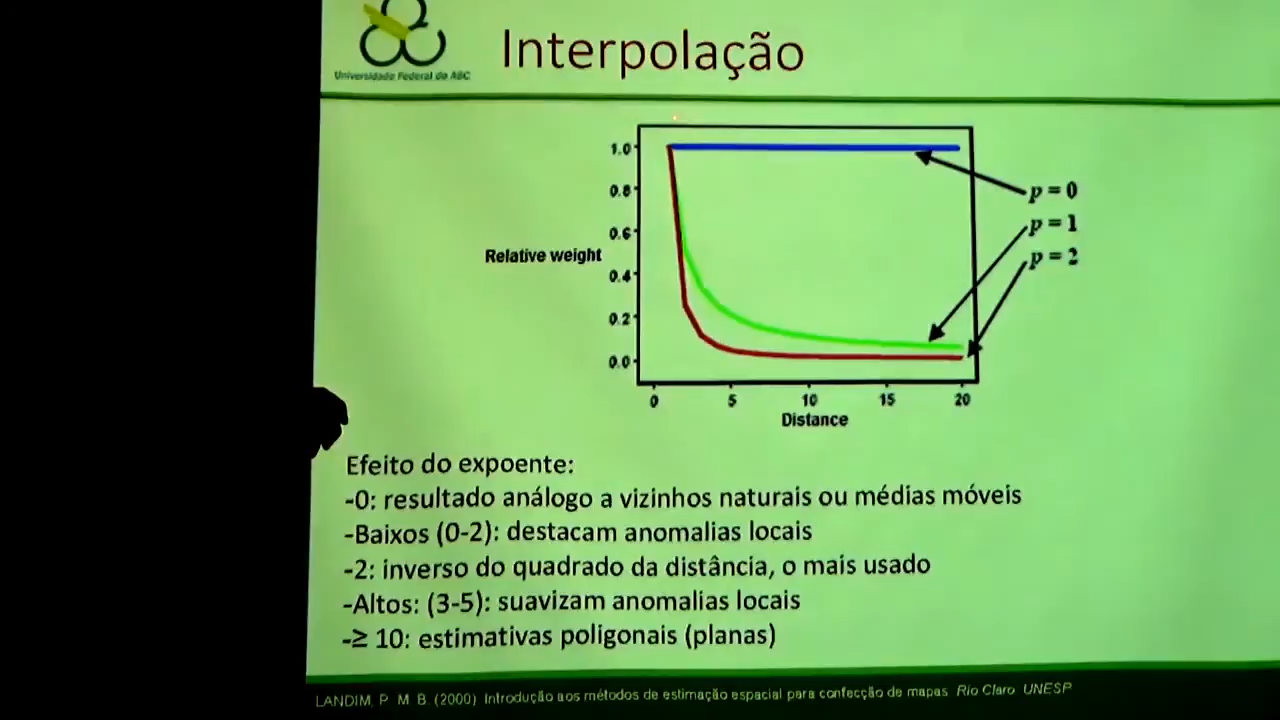 Interpolação
Universidade Federal do ABC
1.0
0.8
0.6
0.4
0.2
0.0
Relative weight
0 5 10 15 20
Distance
p = 0
p = 1
p = 2
Efeito do expoente:
-0: resultado análogo a vizinhos naturais ou médias móveis
-Baixos (0-2): destacam anomalias locais
-2: inverso do quadrado da distância, o mais usado
-Altos: (3-5): suavizam anomalias locais
-≥ 10: estimativas poligonais (planas)
LANDIM, P. M. B. (2000) Introdução aos métodos de estimação espacial para confecção de mapas. Rio Claro. UNESP